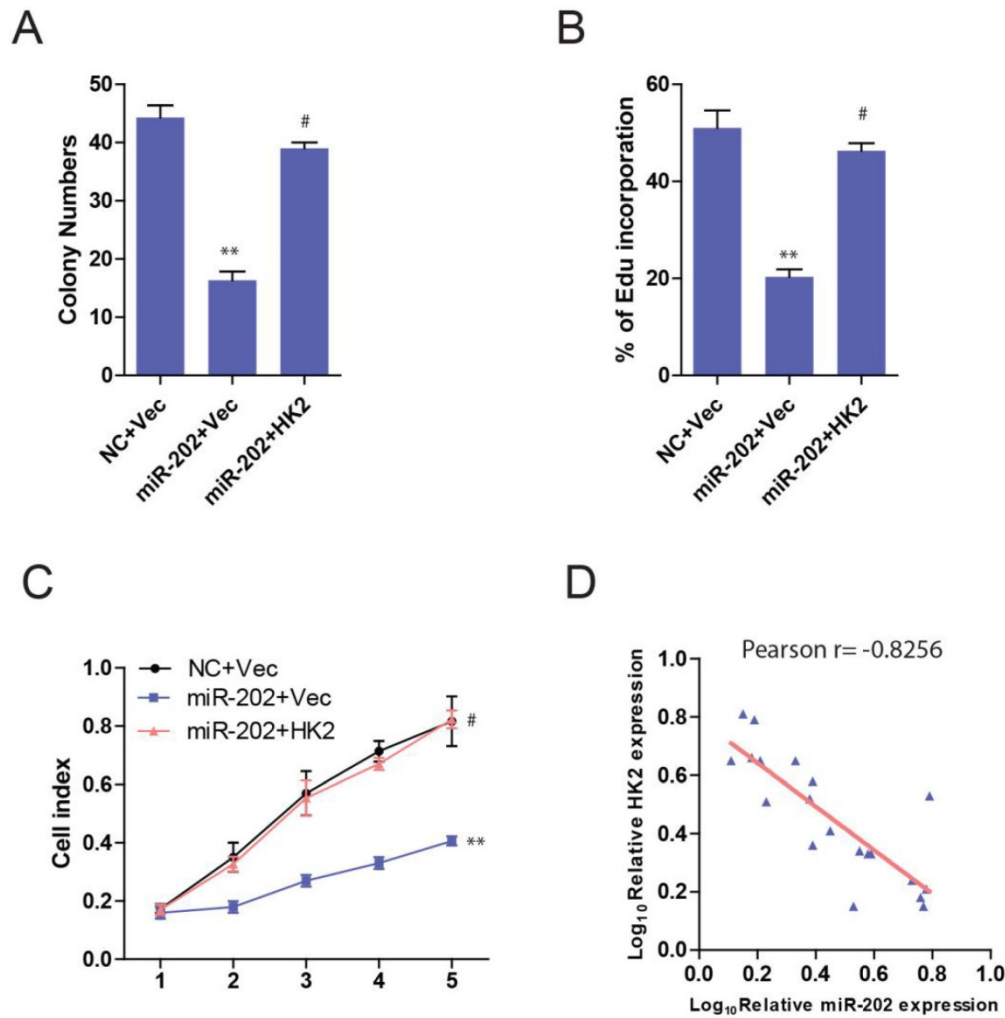 A
Colony Numbers
50
40
30
20
10
0
**
#
NC+Vec
miR-202+Vec
miR-202+HK2
B
% of Edu incorporation
60
40
20
0
**
#
NC+Vec
miR-202+Vec
miR-202+HK2
C
Cell index
1.0
0.8
0.6
0.4
0.2
0.0
NC+Vec
miR-202+Vec
miR-202+HK2
#
**
1 2 3 4 5
D
Pearson r= -0.8256
Log₁₀Relative HK2 expression
1.0
0.8
0.6
0.4
0.2
0.0
0.0 0.2 0.4 0.6 0.8 1.0
Log₁₀Relative miR-202 expression